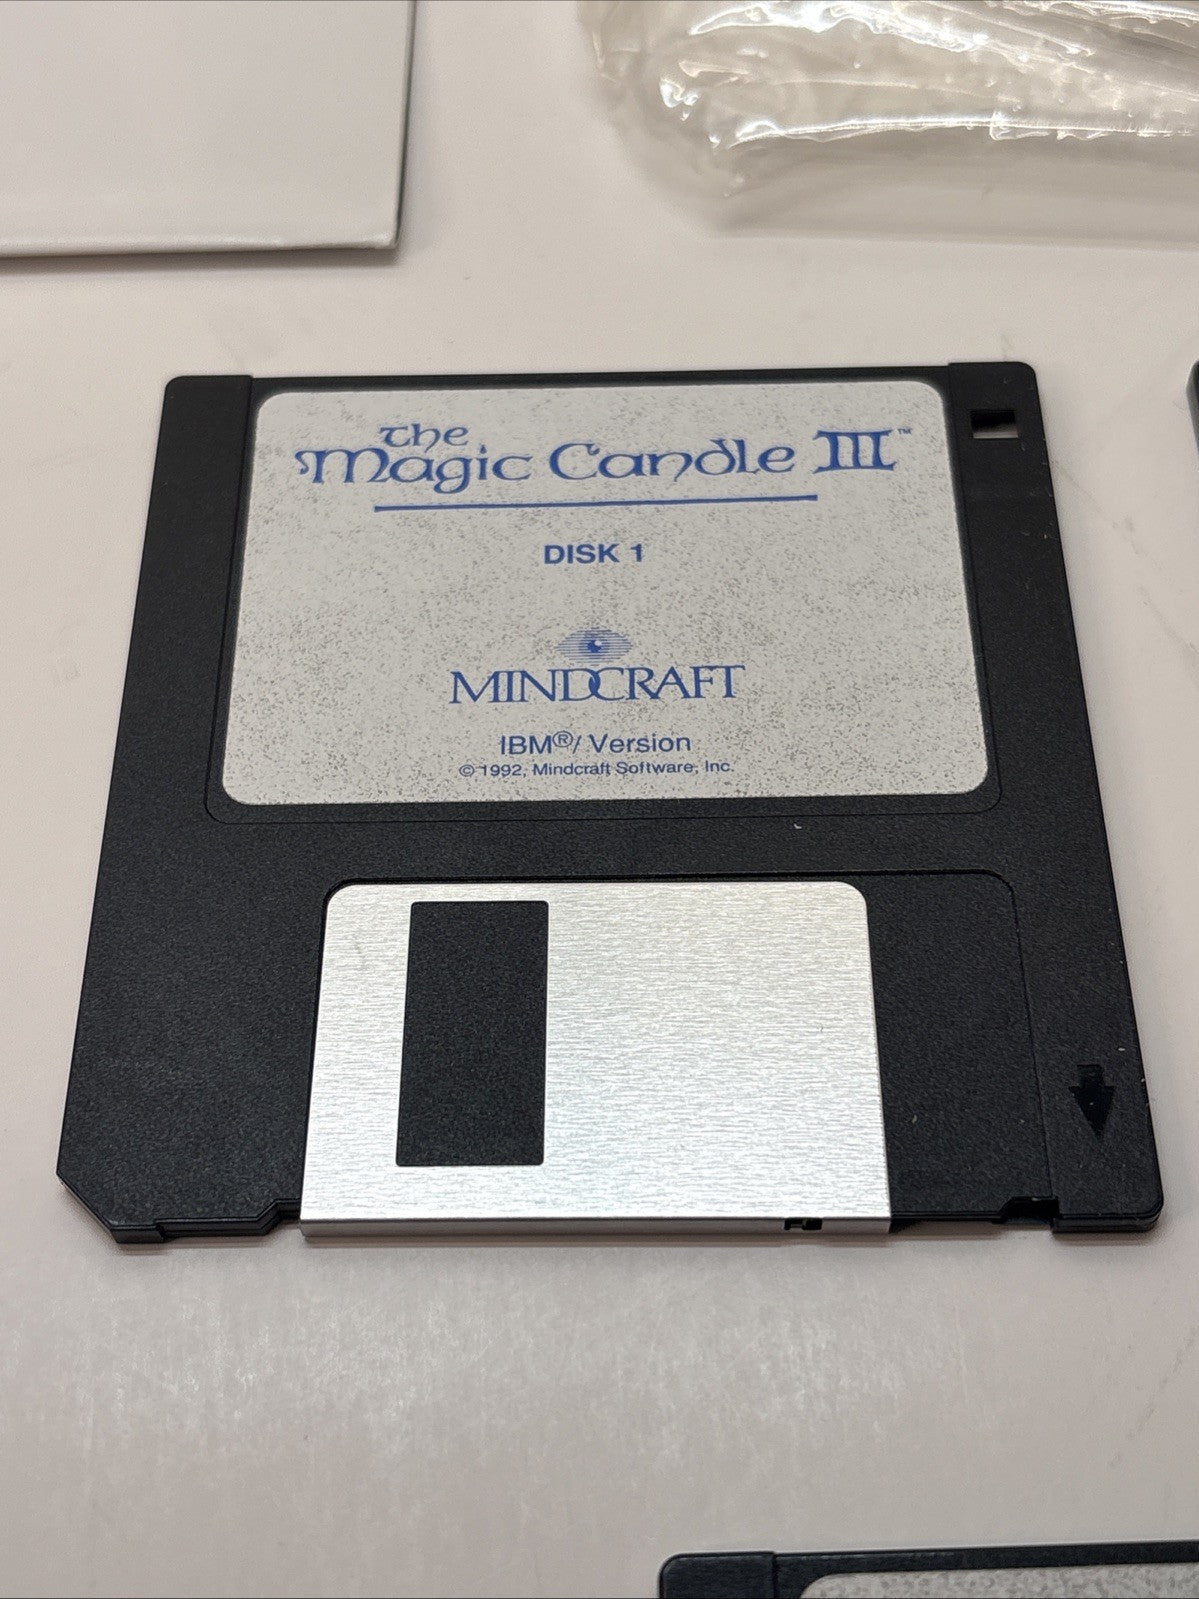 The
Magic Candle III™
DISK 1
MINDCRAFT
IBM®/ Version
© 1992, Mindcraft Software, Inc.